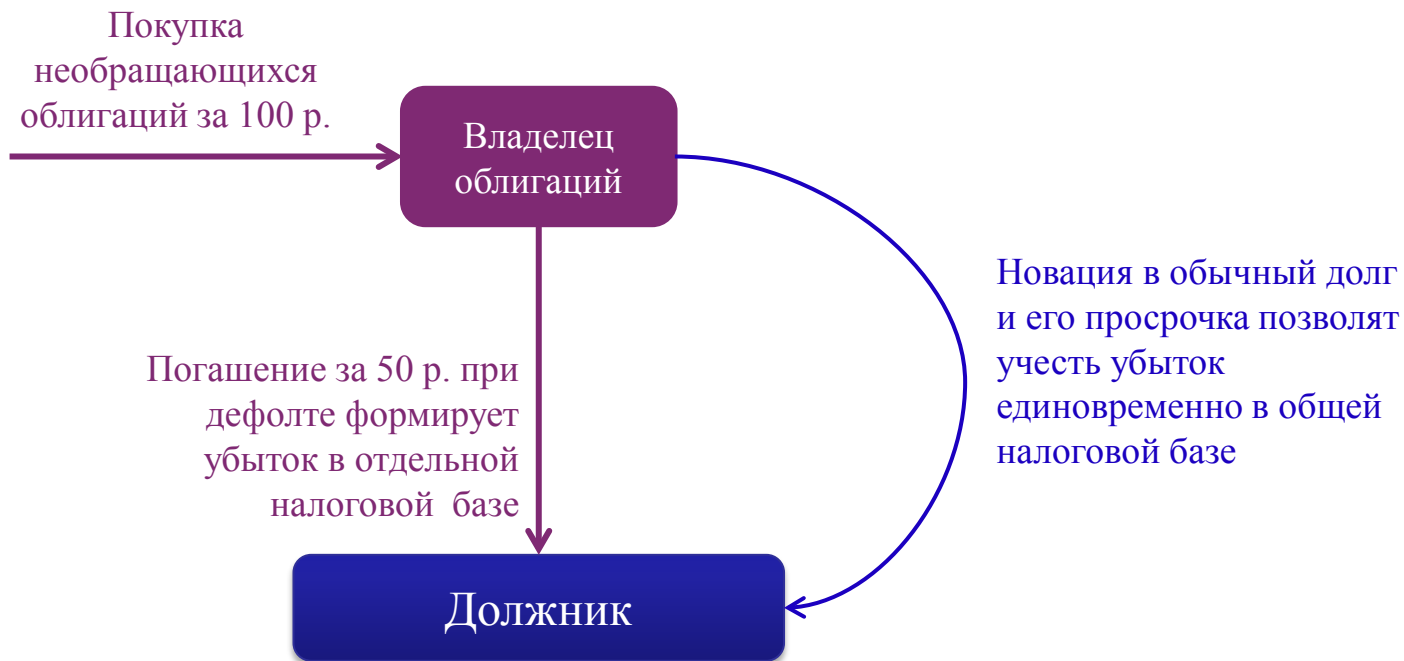 Покупка
необращающихся
облигаций за 100 р.
Владелец
облигаций
Новация в обычный долг
и его просрочка позволят
учесть убыток
единовременно в общей
налоговой базе
Погашение за 50 р. при
дефолте формирует
убыток в отдельной
налоговой базе
Должник